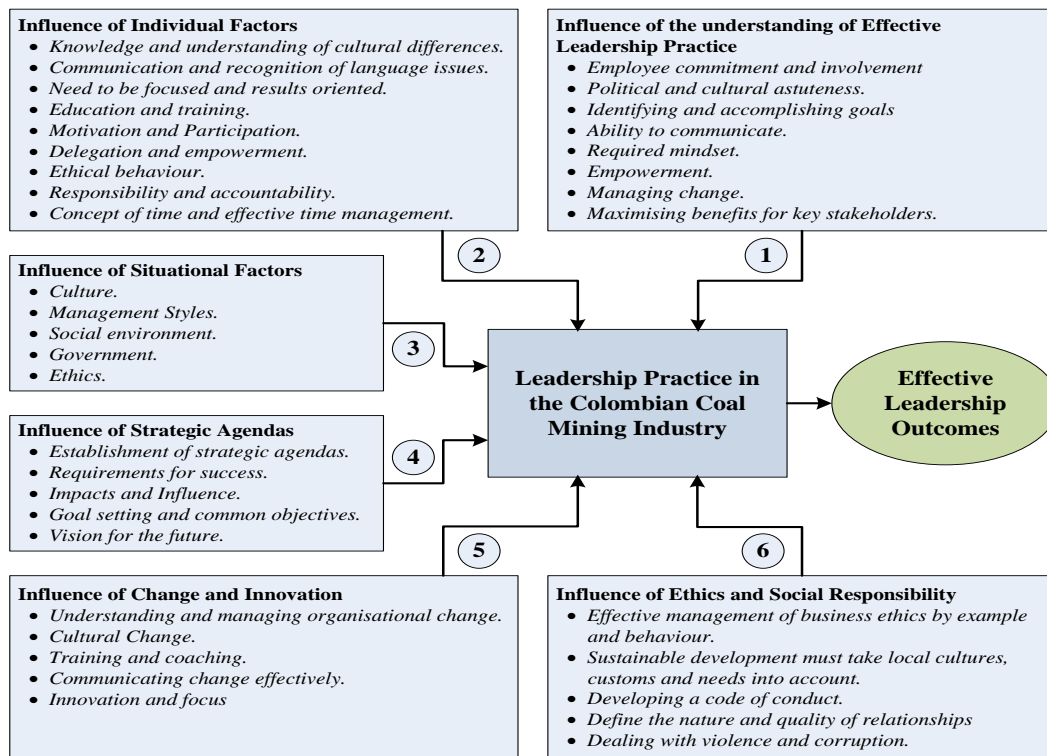 Influence of Individual Factors
• Knowledge and understanding of cultural differences.
• Communication and recognition of language issues.
• Need to be focused and results oriented.
• Education and training.
• Motivation and Participation.
• Delegation and empowerment.
• Ethical behaviour.
• Responsibility and accountability.
• Concept of time and effective time management.
Influence of the understanding of Effective
Leadership Practice
• Employee commitment and involvement
• Political and cultural astuteness.
• Identifying and accomplishing goals
• Ability to communicate.
• Required mindset.
• Empowerment.
• Managing change.
• Maximising benefits for key stakeholders.
2
1
Influence of Situational Factors
• Culture.
• Management Styles.
• Social environment.
• Government.
• Ethics.
3
Leadership Practice in
the Colombian Coal
Mining Industry
Effective
Leadership
Outcomes
Influence of Strategic Agendas
• Establishment of strategic agendas.
• Requirements for success.
• Impacts and Influence.
• Goal setting and common objectives.
• Vision for the future.
4
5
6
Influence of Change and Innovation
• Understanding and managing organisational change.
• Cultural Change.
• Training and coaching.
• Communicating change effectively.
• Innovation and focus
Influence of Ethics and Social Responsibility
• Effective management of business ethics by example
and behaviour.
• Sustainable development must take local cultures,
customs and needs into account.
• Developing a code of conduct.
• Define the nature and quality of relationships
• Dealing with violence and corruption.